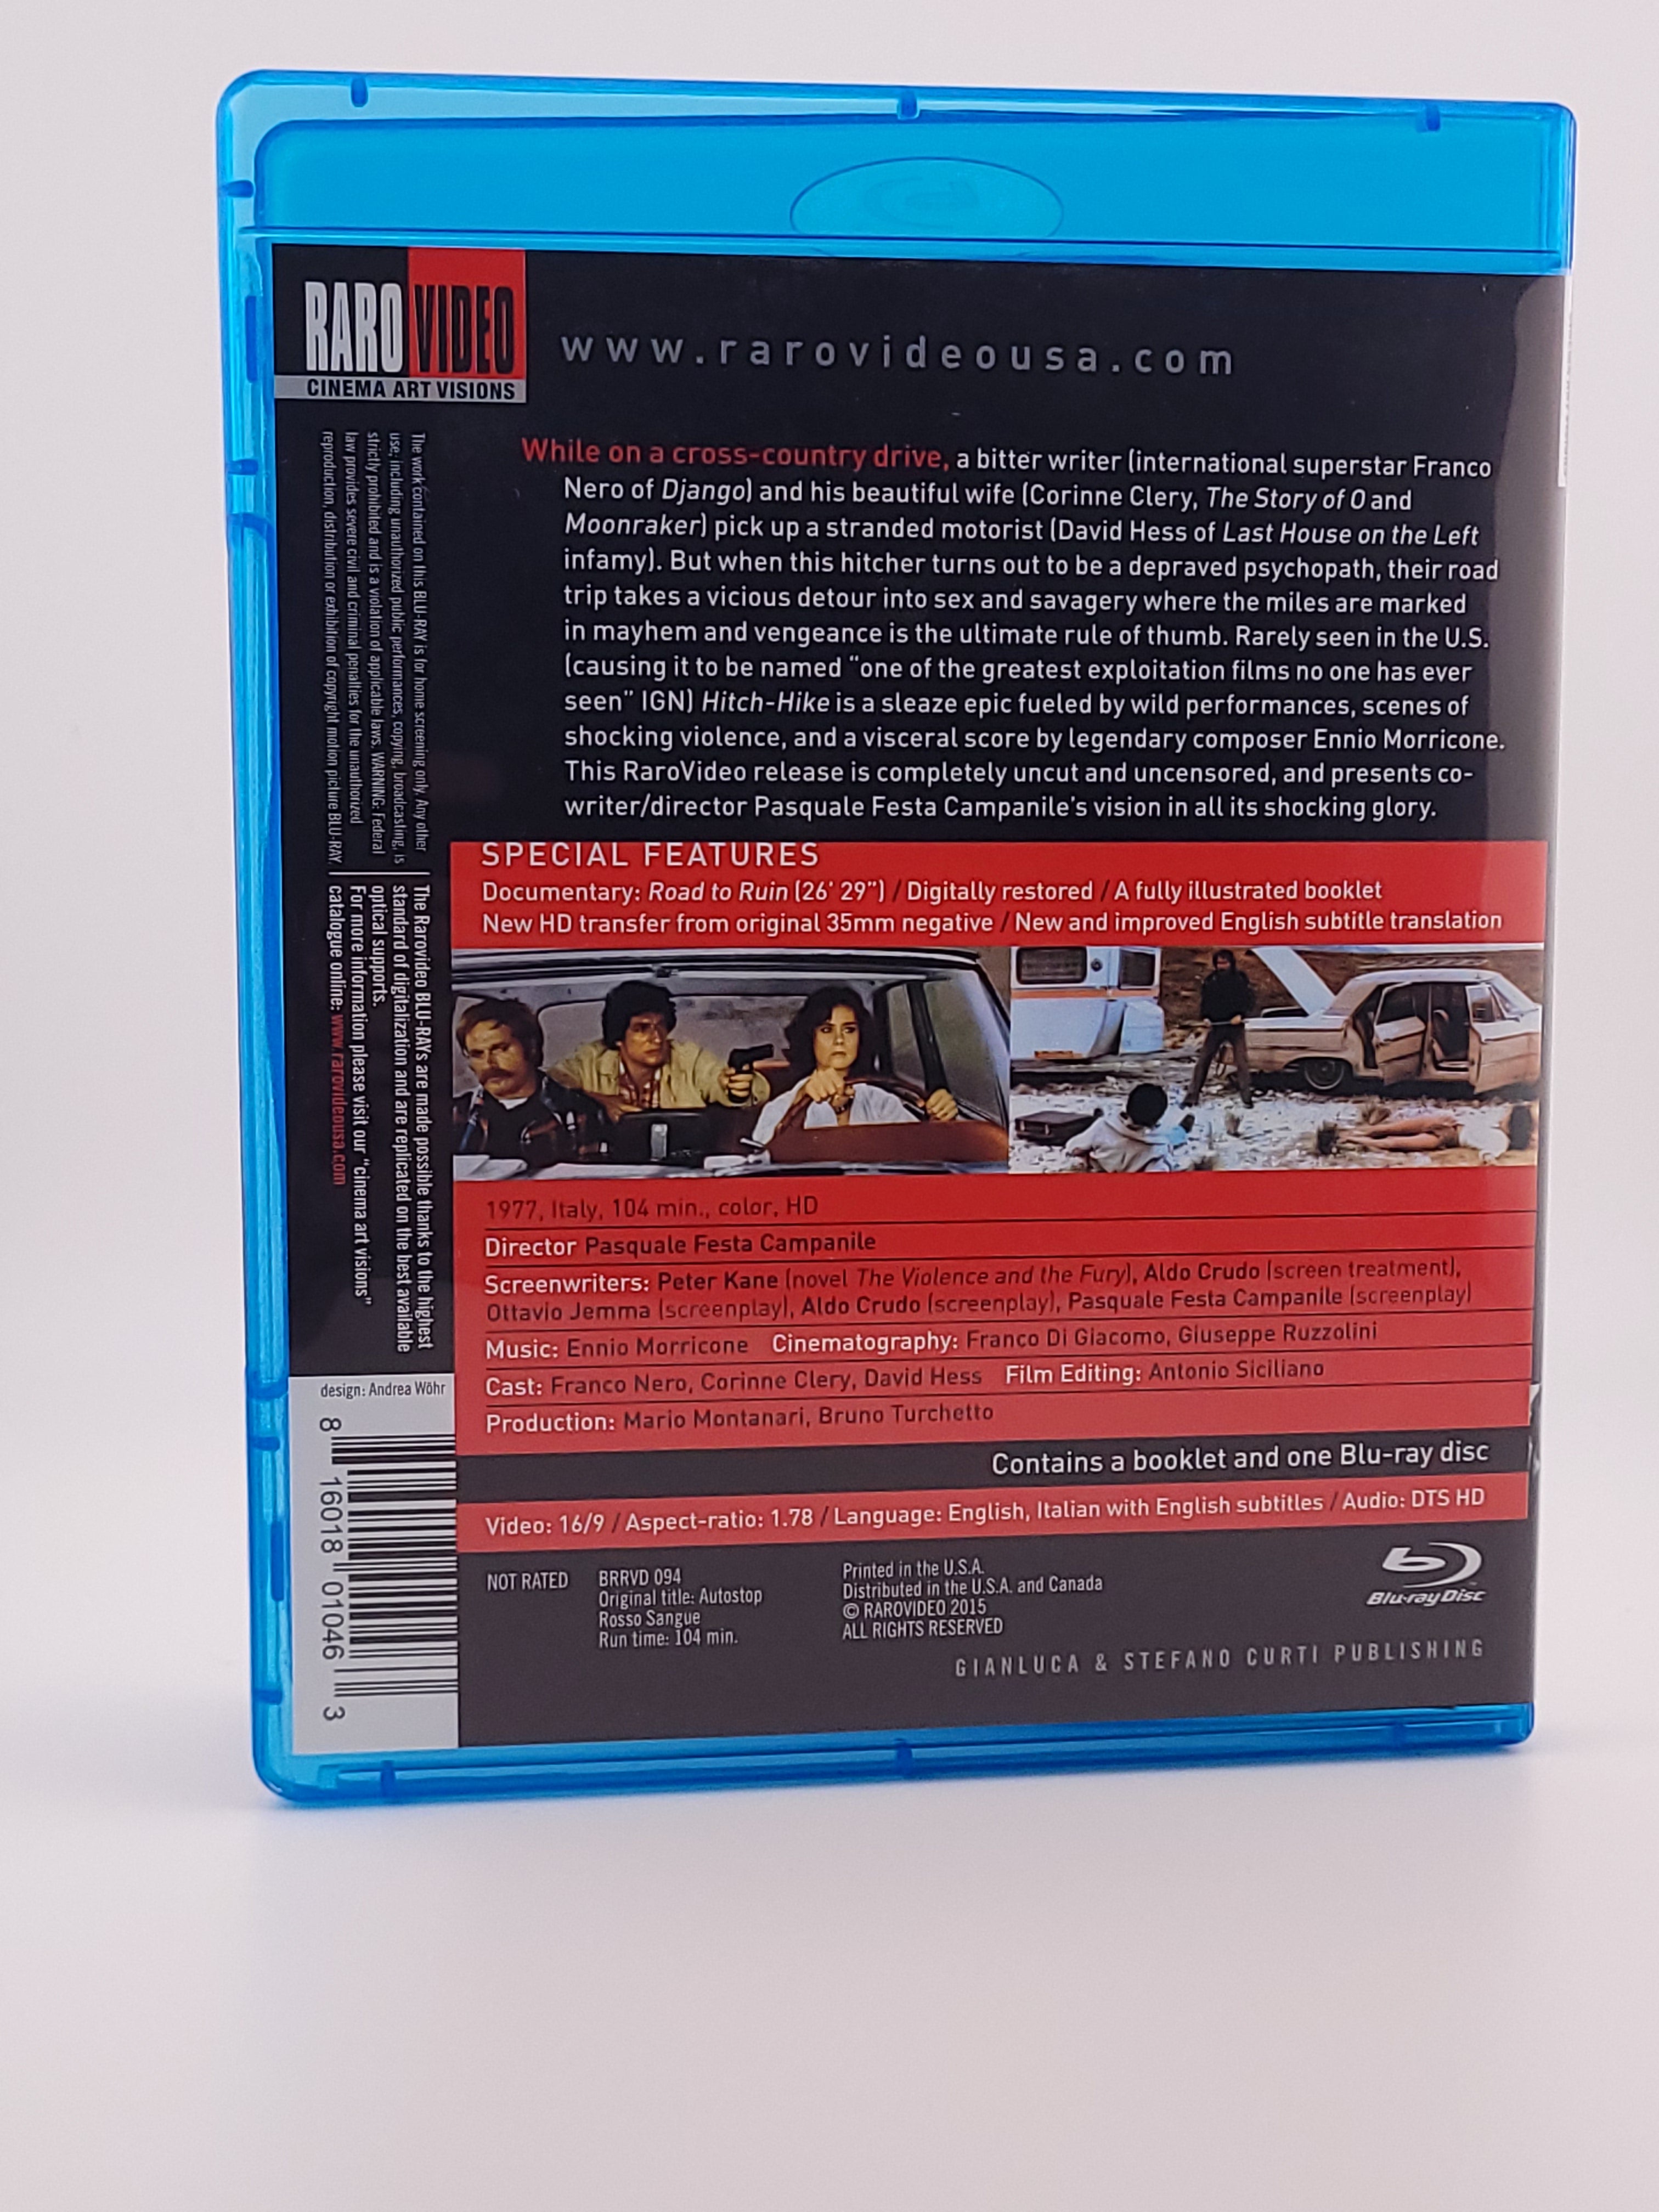 RARO VIDEO
CINEMA ART VISIONS
www.rarovideousa.com
While on a cross-country drive, a bitter writer (international superstar Franco
Nero of Django) and his beautiful wife (Corinne Clery, The Story of O and
Moonraker) pick up a stranded motorist (David Hess of Last House on the Left
infamy). But when this hitcher turns out to be a depraved psychopath, their road
trip takes a vicious detour into sex and savagery where the miles are marked
in mayhem and vengeance is the ultimate rule of thumb. Rarely seen in the U.S.
(causing it to be named “one of the greatest exploitation films no one has ever
seen” IGN) Hitch-Hike is a sleaze epic fueled by wild performances, scenes of
shocking violence, and a visceral score by legendary composer Ennio Morricone.
This RaroVideo release is completely uncut and uncensored, and presents co-
writer/director Pasquale Festa Campanile’s vision in all its shocking glory.
SPECIAL FEATURES
Documentary: Road to Ruin (26' 29") / Digitally restored / A fully illustrated booklet
New HD transfer from original 35mm negative / New and improved English subtitle translation
1977, Italy, 104 min., color, HD
Director Pasquale Festa Campanile
Screenwriters: Peter Kane (novel The Violence and the Fury), Aldo Crudo (screen treatment),
Ottavio Jemma (screenplay), Aldo Crudo (screenplay), Pasquale Festa Campanile (screenplay)
Music: Ennio Morricone Cinematography: Franco Di Giacomo, Giuseppe Ruzzolini
Cast: Franco Nero, Corinne Clery, David Hess Film Editing: Antonio Siciliano
Production: Mario Montanari, Bruno Turchetto
Contains a booklet and one Blu-ray disc
Video: 16/9 / Aspect-ratio: 1.78 / Language: English, Italian with English subtitles / Audio: DTS HD
NOT RATED
BRRVD 094
Original title: Autostop
Rosso Sangue
Run time: 104 min.
Printed in the U.S.A.
Distributed in the U.S.A. and Canada
© RAROVIDEO 2015
ALL RIGHTS RESERVED
Blu-ray Disc
GIANLUCA & STEFANO CURTI PUBLISHING
The work contained on this BLU-RAY is for home screening only. Any other
use, including unauthorized public performances, copying, broadcasting, is
strictly prohibited and is a violation of applicable laws. WARNING: Federal
law provides severe civil and criminal penalties for the unauthorized
reproduction, distribution or exhibition of copyright motion picture BLU-RAY.
The Rarovideo BLU-RAYs are made possible thanks to the highest
standard of digitalization and are replicated on the best available
optical supports.
For more information please visit our “cinema art visions”
catalogue online: www.rarovideousa.com
design: Andrea Wöhr
8 16018 01046 3